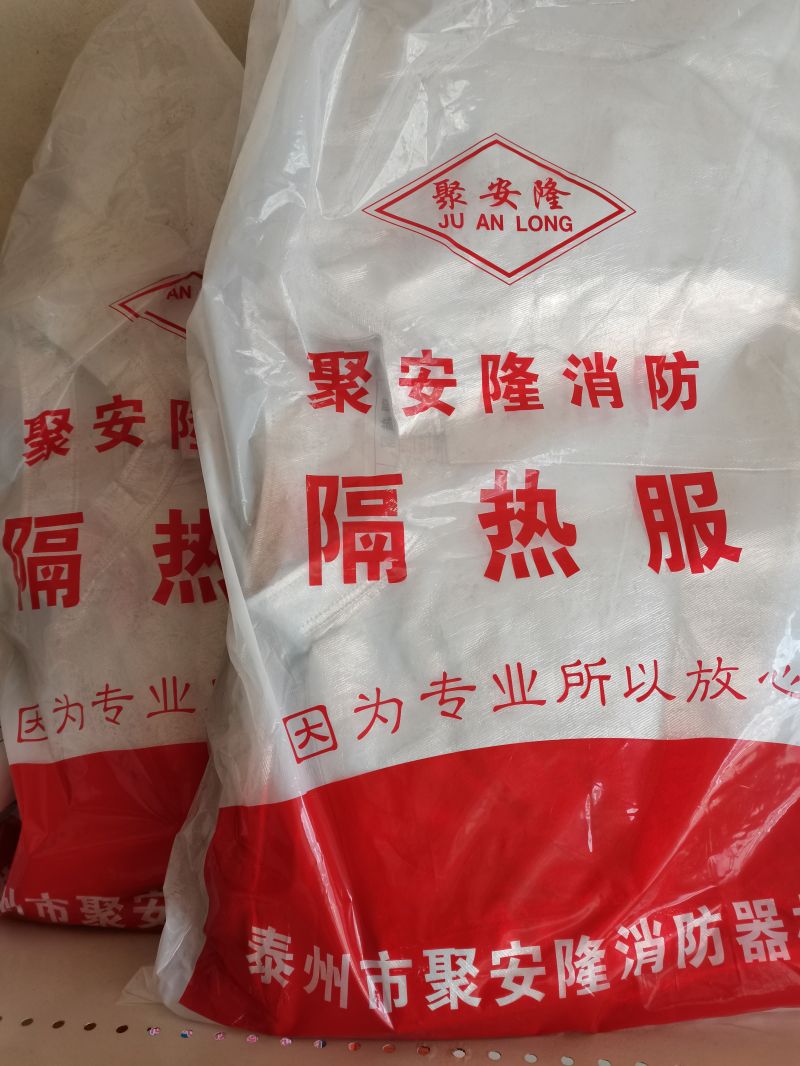 聚安隆
JU AN LONG
聚安隆消防
隔热服
因为专业所以放心
泰州市聚安隆消防器
AN
聚安隆
隔热
因为专业
州市聚安